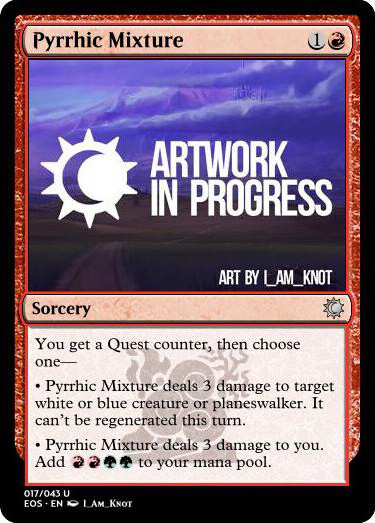 Pyrrhic Mixture 1
ARTWORK
IN PROGRESS
ART BY I_AM_KNOT
Sorcery
You get a Quest counter, then choose
one—
• Pyrrhic Mixture deals 3 damage to target
white or blue creature or planeswalker. It
can't be regenerated this turn.
• Pyrrhic Mixture deals 3 damage to you.
Add to your mana pool.
017/043 U
EOS • EN I_Am_Knot